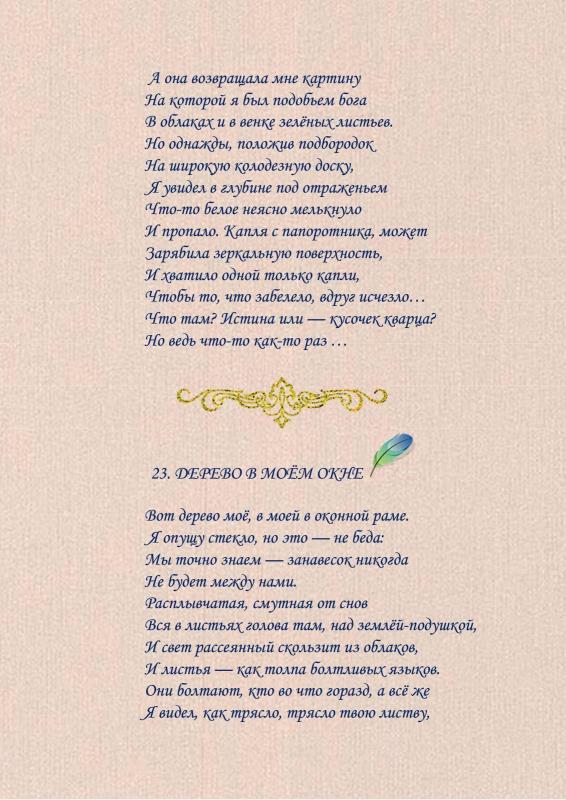 А она возвращала мне картину
На которой я был подобьем бога
В облаках и в венке зелёных листьев.
Но однажды, положив подбородок
На широкую колодезную доску,
Я увидел в глубине под отраженьем
Что-то белое неясно мелькнуло
И пропало. Капля с папоротника, может
Зарябила зеркальную поверхность,
И хватило одной только капли,
Чтобы то, что забелело, вдруг исчезло…
Что там? Истина или — кусочек кварца?
Но ведь что-то как-то раз …
23. ДЕРЕВО В МОЁМ ОКНЕ
Вот дерево моё, в моей в оконной раме.
Я опущу стекло, но это — не беда:
Мы точно знаем — занавесок никогда
Не будет между нами.
Расплывчатая, смутная от снов
Вся в листьях голова там, над землёй-подушкой,
И свет рассеянный скользит из облаков,
И листья — как толпа болтливых языков.
Они болтают, кто во что горазд, а всё же
Я видел, как трясло, трясло твою листву,